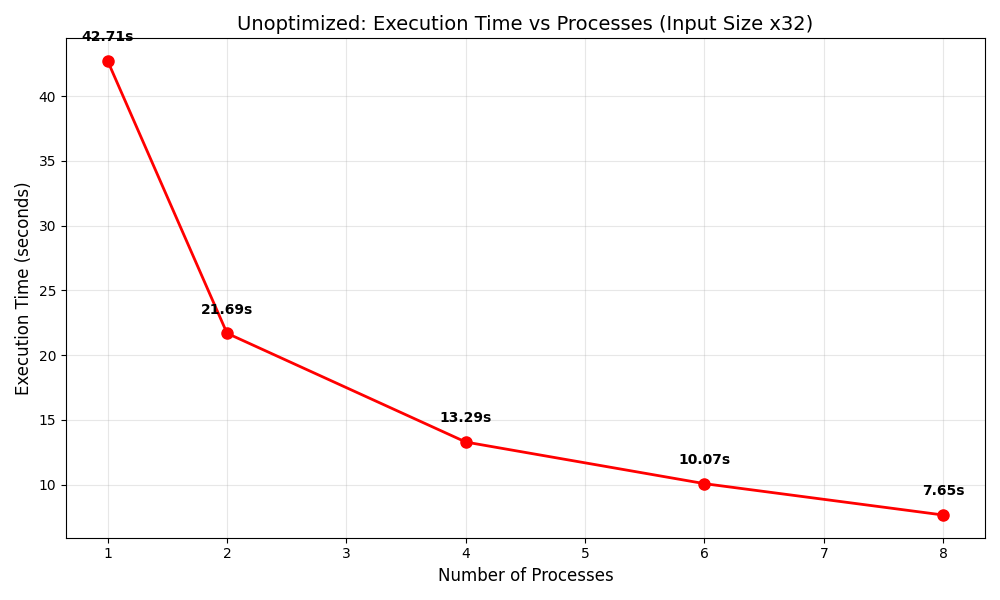 Unoptimized: Execution Time vs Processes (Input Size x32)
42.71s
21.69s
13.29s
10.07s
7.65s
Execution Time (seconds)
40
35
30
25
20
15
10
1 2 3 4 5 6 7 8
Number of Processes